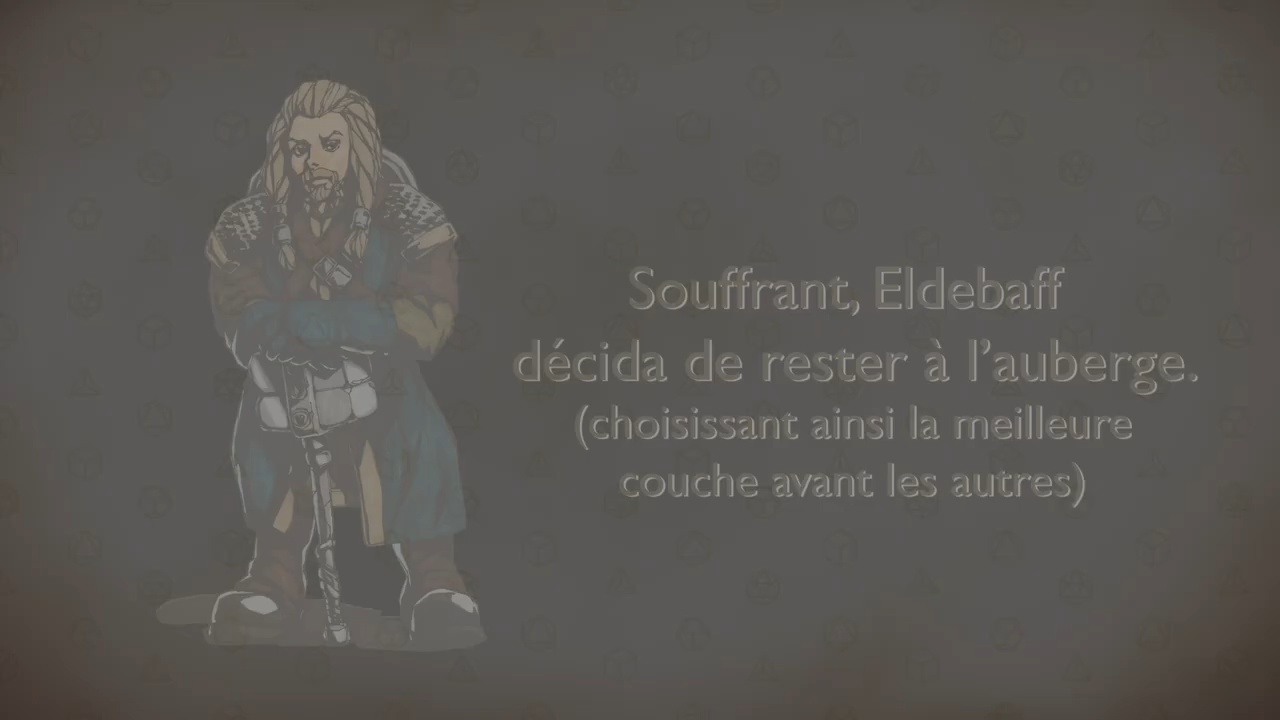 Souffrant, Eldebaff
décida de rester à l’auberge.
(choisissant ainsi la meilleure
couche avant les autres)